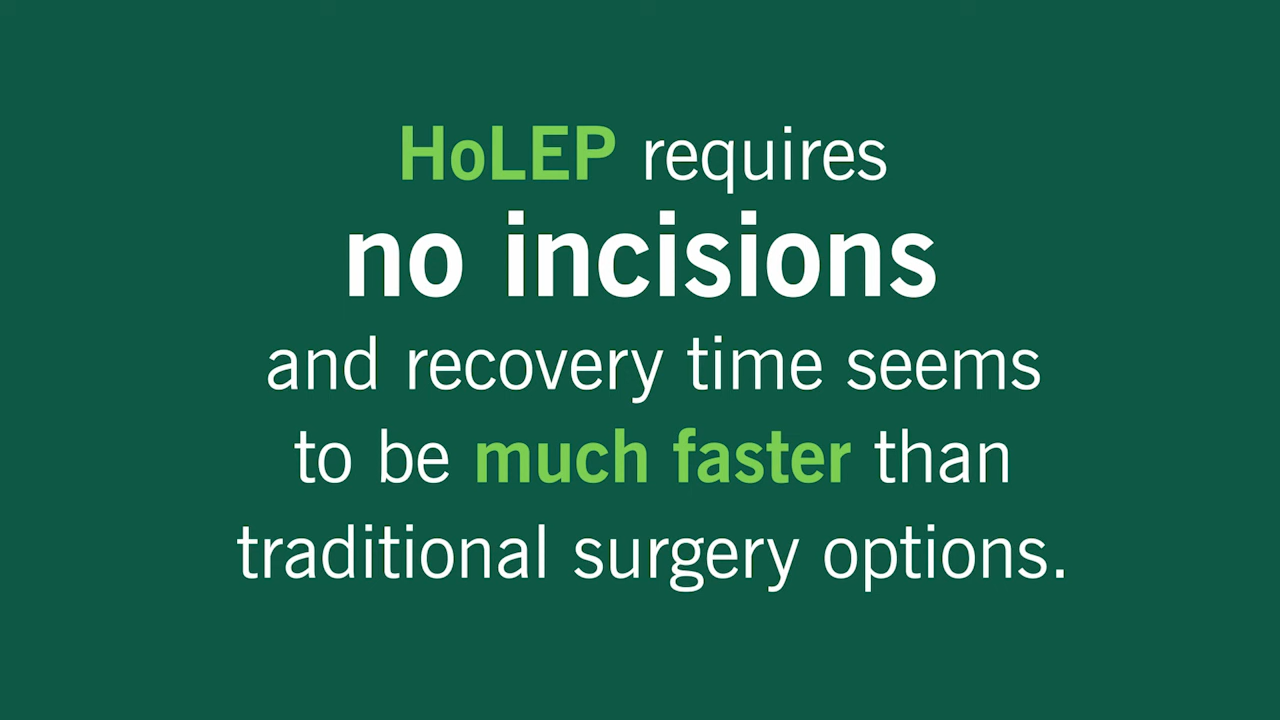 HoLEP requires
no incisions
and recovery time seems
to be much faster than
traditional surgery options.